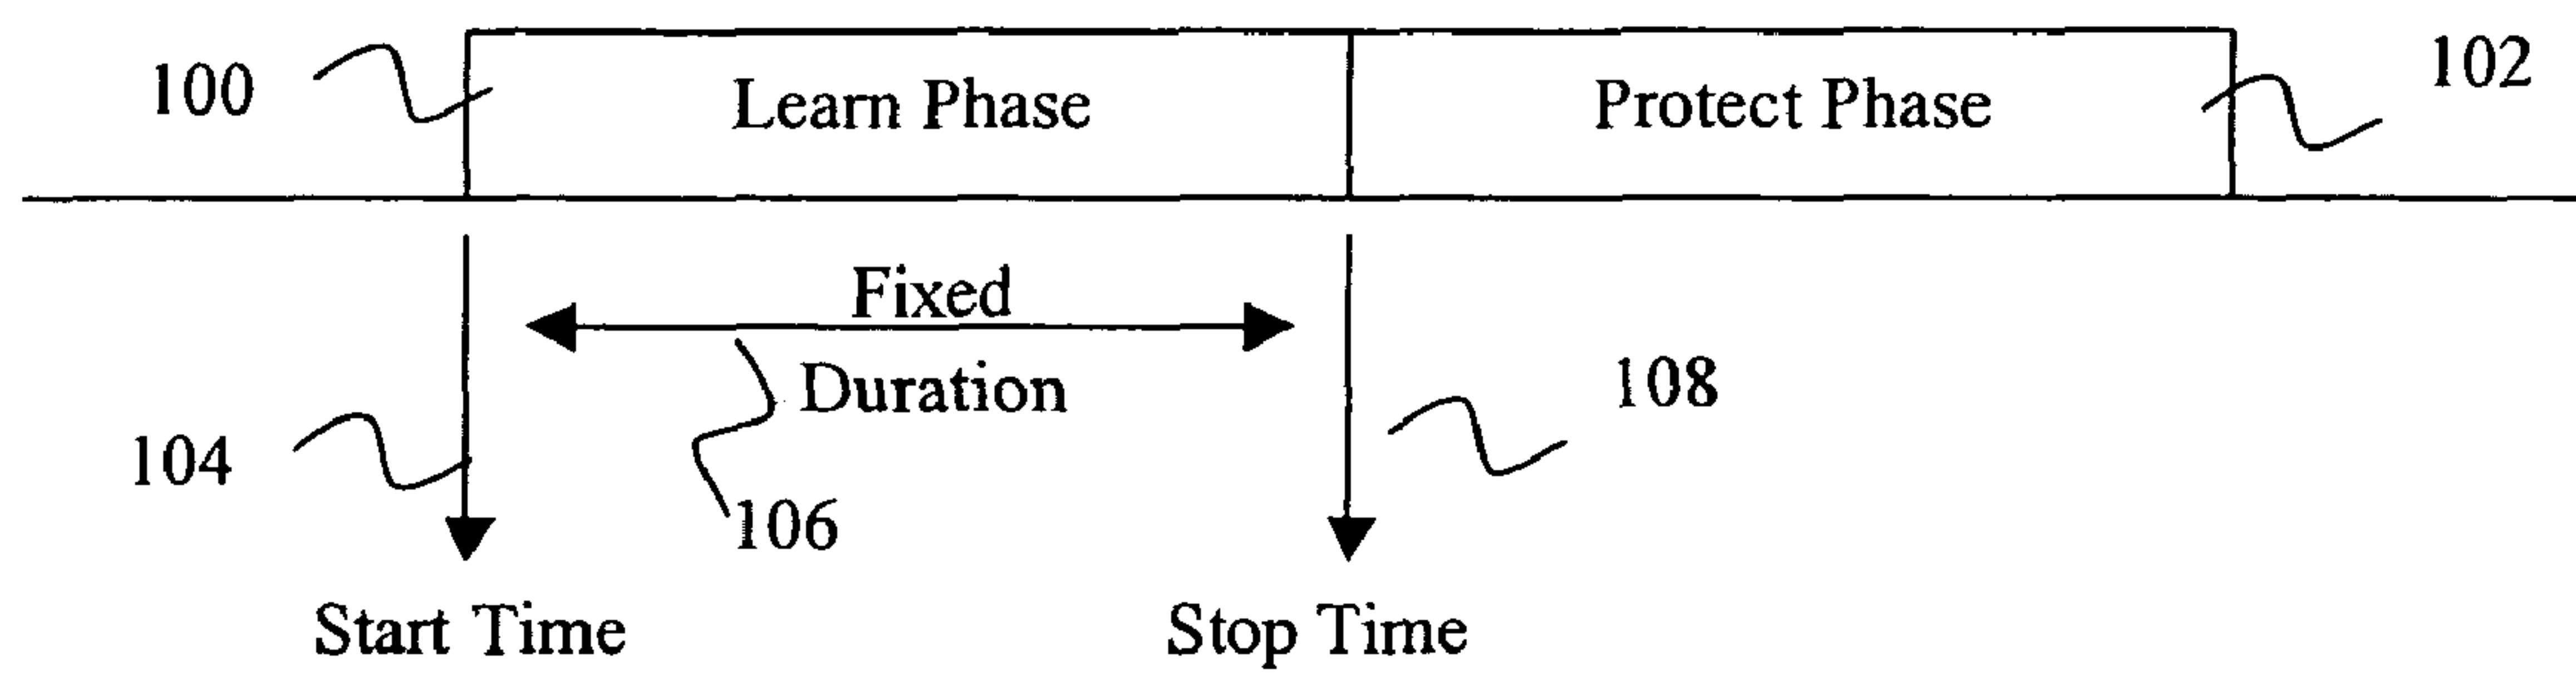 100
Learn Phase
Protect Phase
102
Fixed
Duration
104
106
108
Start Time
Stop Time